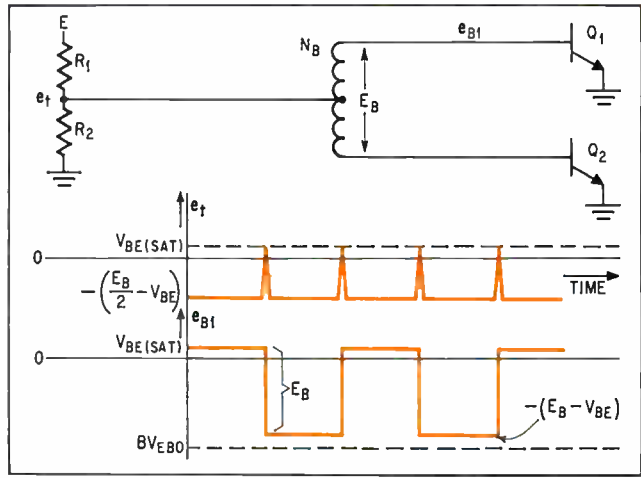 E
R1
et
R2
NB
EB
eB1
Q1
Q2
et
VBE(SAT)
0
-(EB/2 - VBE)
TIME
eB1
VBE(SAT)
0
EB
-(EB - VBE)
BVEBO